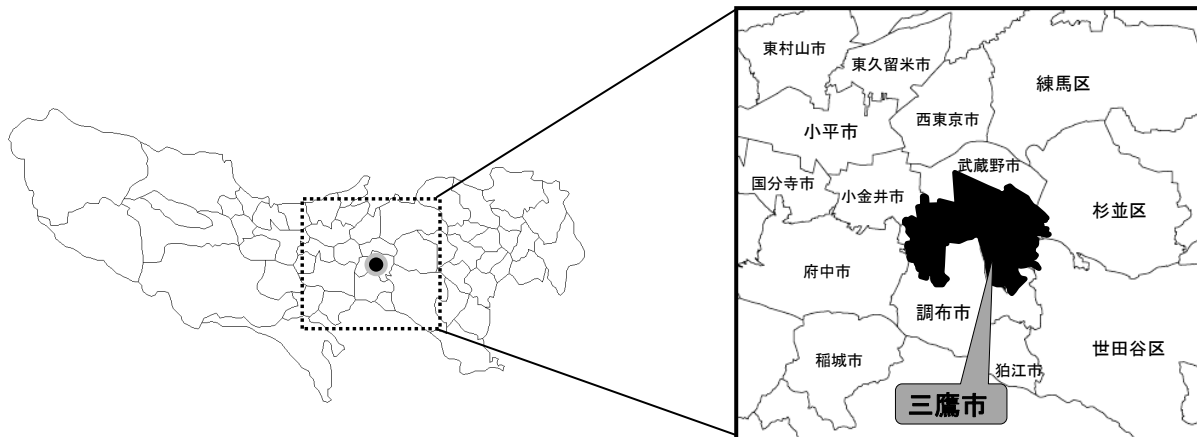 東村山市
東久留米市
練馬区
小平市
西東京市
武蔵野市
国分寺市
小金井市
杉並区
府中市
調布市
稲城市
狛江市
世田谷区
三鷹市